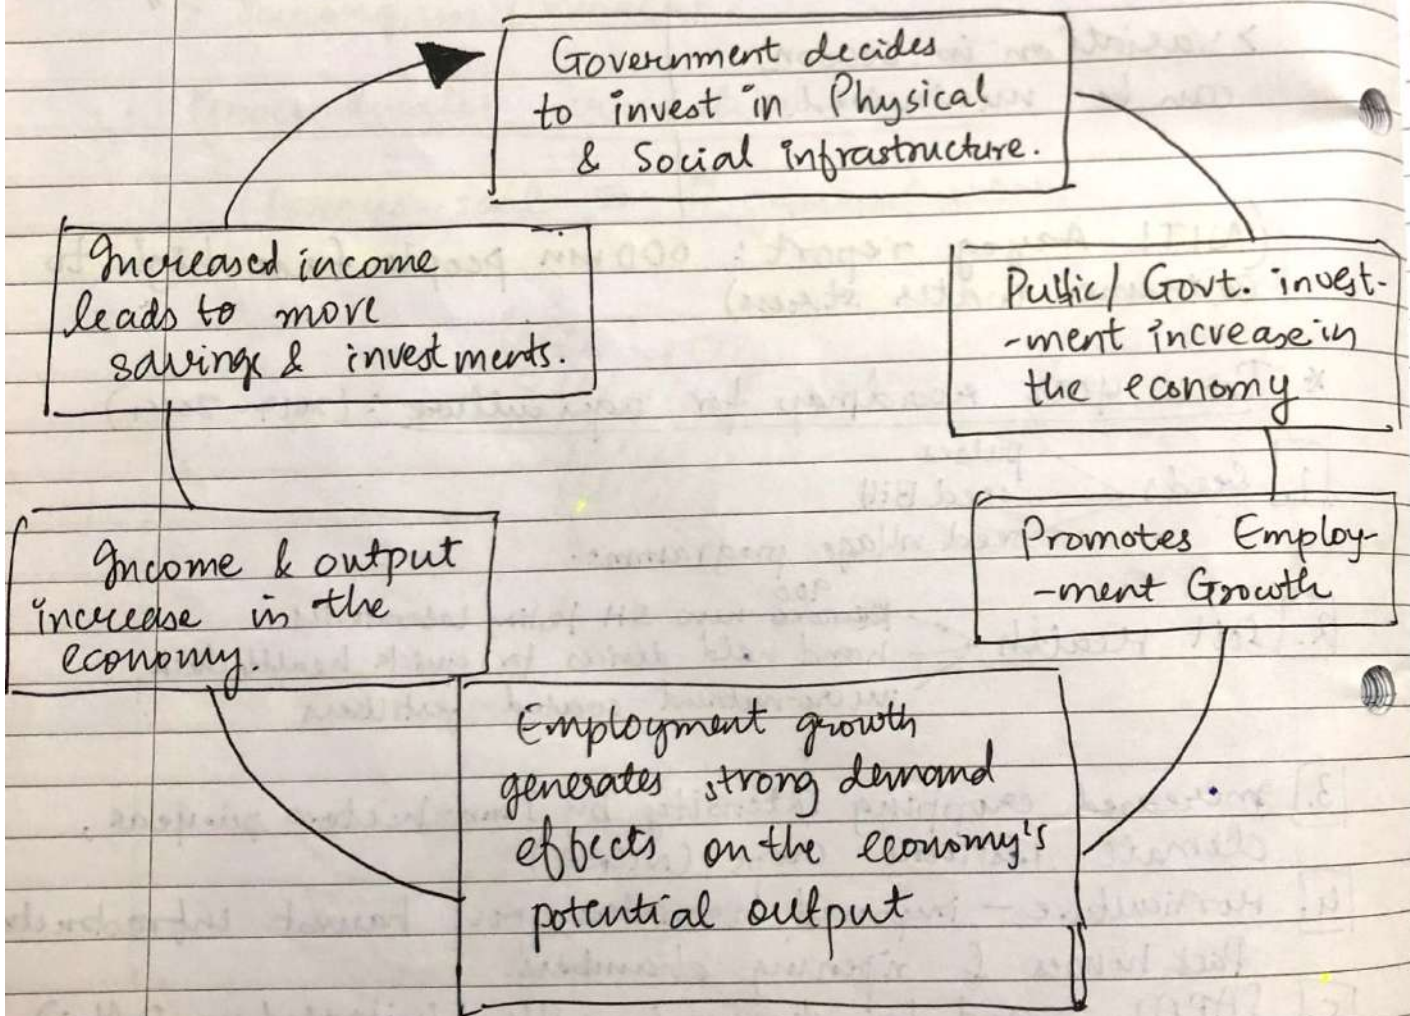 Government decides
to invest in Physical
& Social infrastructure.
Public/Govt. invest-
-ment increase in
the economy
Promotes Employ-
-ment Growth
Employment growth
generates strong demand
effects on the economy's
potential output
Income & output
increase in the
economy.
Increased income
leads to more
savings & investments.